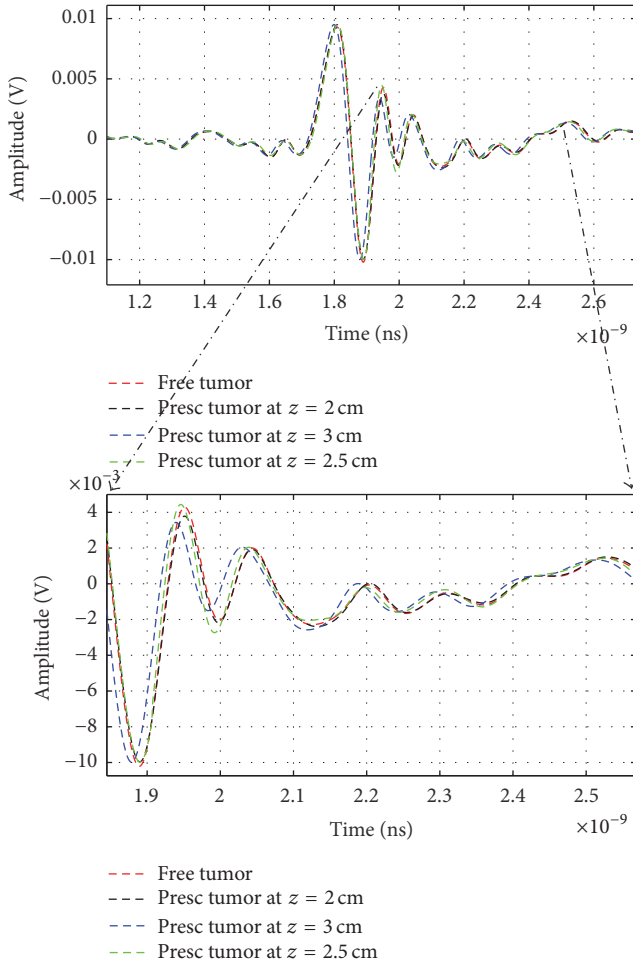 0.01
0.005
0
−0.005
−0.01
Amplitude (V)
1.2 1.4 1.6 1.8 2 2.2 2.4 2.6
Time (ns)
×10−9
Free tumor
Presc tumor at z = 2 cm
Presc tumor at z = 3 cm
Presc tumor at z = 2.5 cm
×10−3
4
2
0
−2
−4
−6
−8
−10
Amplitude (V)
1.9 2 2.1 2.2 2.3 2.4 2.5
Time (ns)
×10−9
Free tumor
Presc tumor at z = 2 cm
Presc tumor at z = 3 cm
Presc tumor at z = 2.5 cm